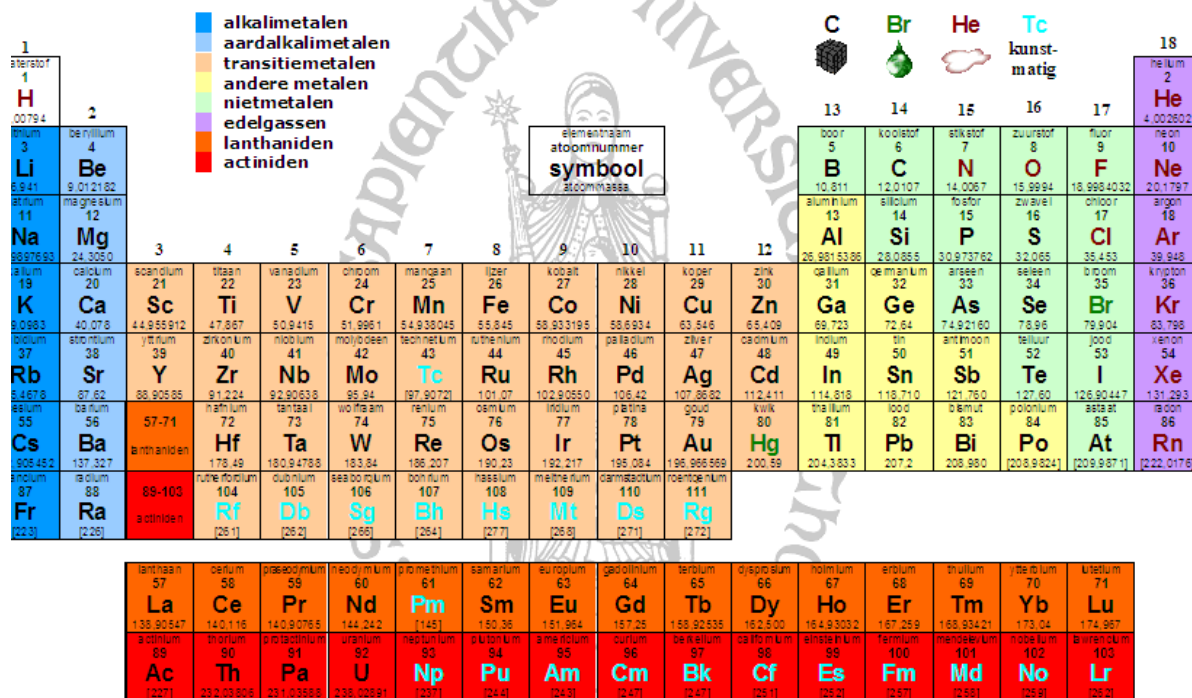 alkalimetalen
aardalkalimetalen
transitiemetalen
andere metalen
nietmetalen
edelgassen
lanthaniden
actiniden
C Br He Tc
kunst-
matig
1 18
aterstof helium
1 2
H He
,00794 4,002602
2 13 14 15 16 17
elementnaam
atoomnummer
symbool
atoommassa
ithium beryllium boor koolstof stikstof zuurstof fluor neon
3 4 5 6 7 8 9 10
Li Be B C N O F Ne
6,941 9,012182 10,811 12,0107 14,0067 15,9994 18,9984032 20,1797
atrium magnesium aluminium silicium fosfor zwavel chloor argon
11 12 13 14 15 16 17 18
Na Mg Al Si P S Cl Ar
9897693 24,3050 26,9815386 28,0855 30,973762 32,065 35,453 39,948
3 4 5 6 7 8 9 10 11 12
alium calcium scandium titaan vanadium chroom mangaan ijzer kobalt nikkel koper zink gallium germanium arseen seleen broom krypton
19 20 21 22 23 24 25 26 27 28 29 30 31 32 33 34 35 36
K Ca Sc Ti V Cr Mn Fe Co Ni Cu Zn Ga Ge As Se Br Kr
9,0983 40,078 44,955912 47,867 50,9415 51,9961 54,938045 55,845 58,933195 58,6934 63,546 65,409 69,723 72,64 74,92160 78,96 79,904 83,798
ubidium strontium yttrium zirkonium niobium molybdeen technetium ruthenium rhodium palladium zilver cadmium indium tin antimoon telluur jood xenon
37 38 39 40 41 42 43 44 45 46 47 48 49 50 51 52 53 54
Rb Sr Y Zr Nb Mo Tc Ru Rh Pd Ag Cd In Sn Sb Te I Xe
5,4678 87,62 88,90585 91,224 92,90638 95,94 [97,9072] 101,07 102,90550 106,42 107,8682 112,411 114,818 118,710 121,760 127,60 126,90447 131,293
esium barium hafnium tantaal wolfraam renium osmium iridium platina goud kwik thallium lood bismut polonium astaat radon
55 56 57-71 72 73 74 75 76 77 78 79 80 81 82 83 84 85 86
Cs Ba lanthaniden Hf Ta W Re Os Ir Pt Au Hg Tl Pb Bi Po At Rn
,905452 137,327 178,49 180,94788 183,84 186,207 190,23 192,217 195,084 196,966569 200,59 204,3833 207,2 208,980 [208,9824] [209,9871] [222,0176
ancium radium rutherfordium dubnium seaborgium bohrium hassium meitnerium darmstadtium roentgenium
87 88 89-103 104 105 106 107 108 109 110 111
Fr Ra actiniden Rf Db Sg Bh Hs Mt Ds Rg
[223] [226] [261] [262] [266] [264] [277] [268] [271] [272]
lanthaan cerium praseodymium neodymium promethium samarium europium gadolinium terbium dysprosium holmium erbium thulium ytterbium lutetium
57 58 59 60 61 62 63 64 65 66 67 68 69 70 71
La Ce Pr Nd Pm Sm Eu Gd Tb Dy Ho Er Tm Yb Lu
138,90547 140,116 140,90765 144,242 [145] 150,36 151,964 157,25 158,92535 162,500 164,93032 167,259 168,93421 173,04 174,967
actinium thorium protactinium uranium neptunium plutonium americium curium berkelium californium einsteinium fermium mendeevium nobelium lawrencium
89 90 91 92 93 94 95 96 97 98 99 100 101 102 103
Ac Th Pa U Np Pu Am Cm Bk Cf Es Fm Md No Lr
[227] 232,03806 231,03588 238,02891 [237] [244] [243] [247] [247] [251] [252] [257] [258] [259] [262]